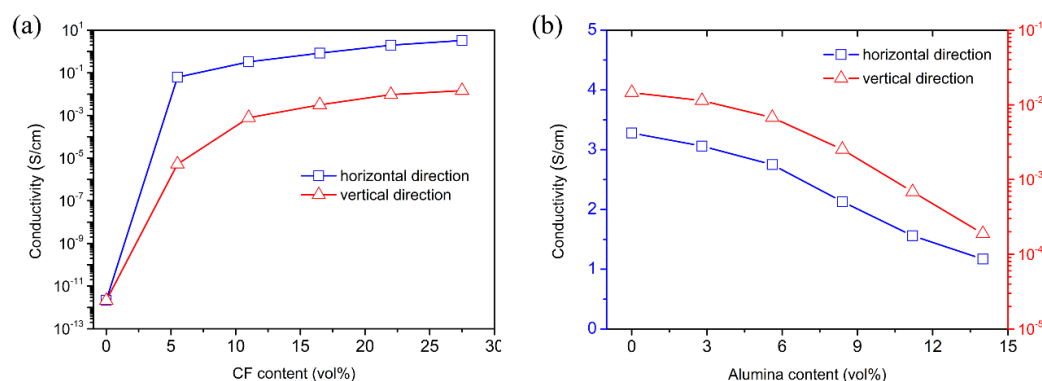 (a)
Conductivity (S/cm)
10^1
10^-1
10^-3
10^-5
10^-7
10^-9
10^-11
10^-13
horizontal direction
vertical direction
0 5 10 15 20 25 30
CF content (vol%)
(b)
Conductivity (S/cm)
5
4
3
2
1
0
horizontal direction
vertical direction
10^-1
10^-2
10^-3
10^-4
10^-5
Conductivity (S/cm)
0 3 6 9 12 15
Alumina content (vol%)